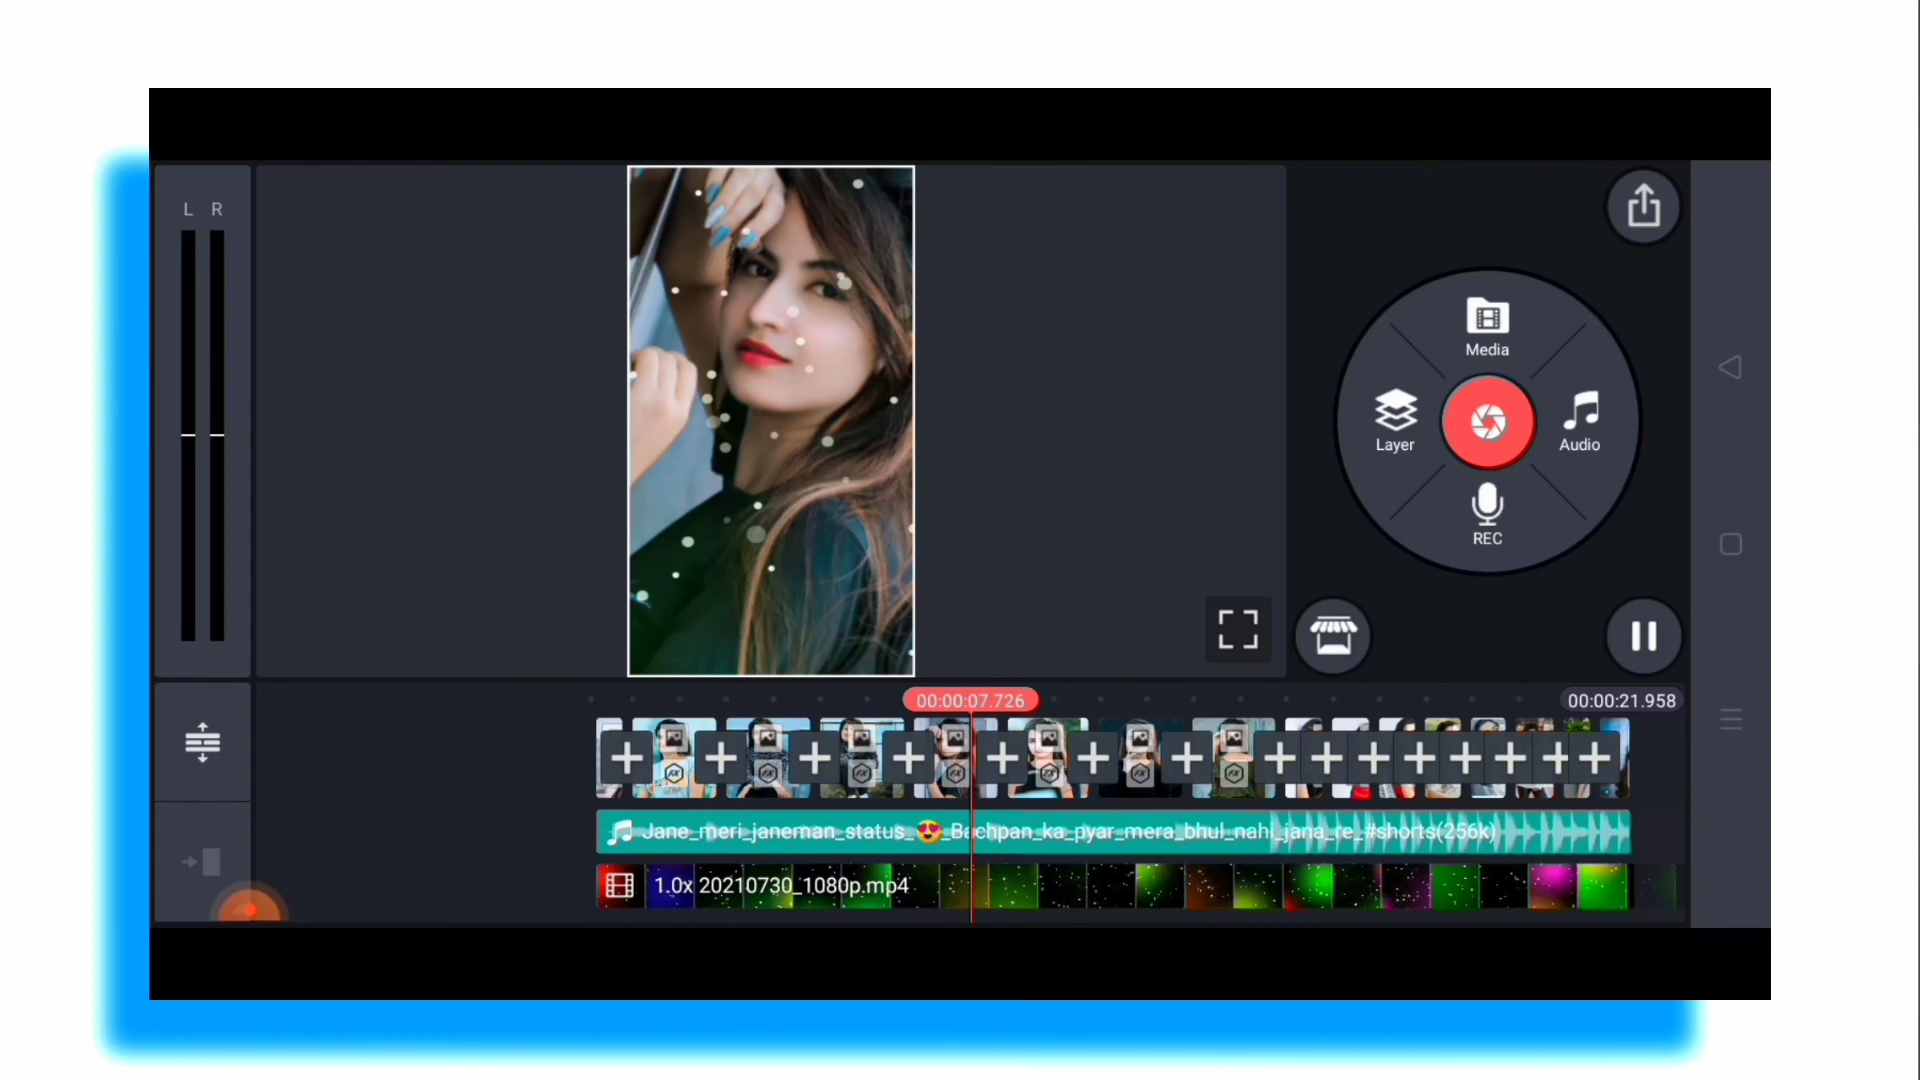 L R
Media
Layer
Audio
REC
00:00:07.726
00:00:21.958
Jane_meri_janeman_status_😍_Bachpan_ka_pyar_mera_bhul_nahi_jana_re_#shorts(256k)
1.0x 20210730_1080p.mp4